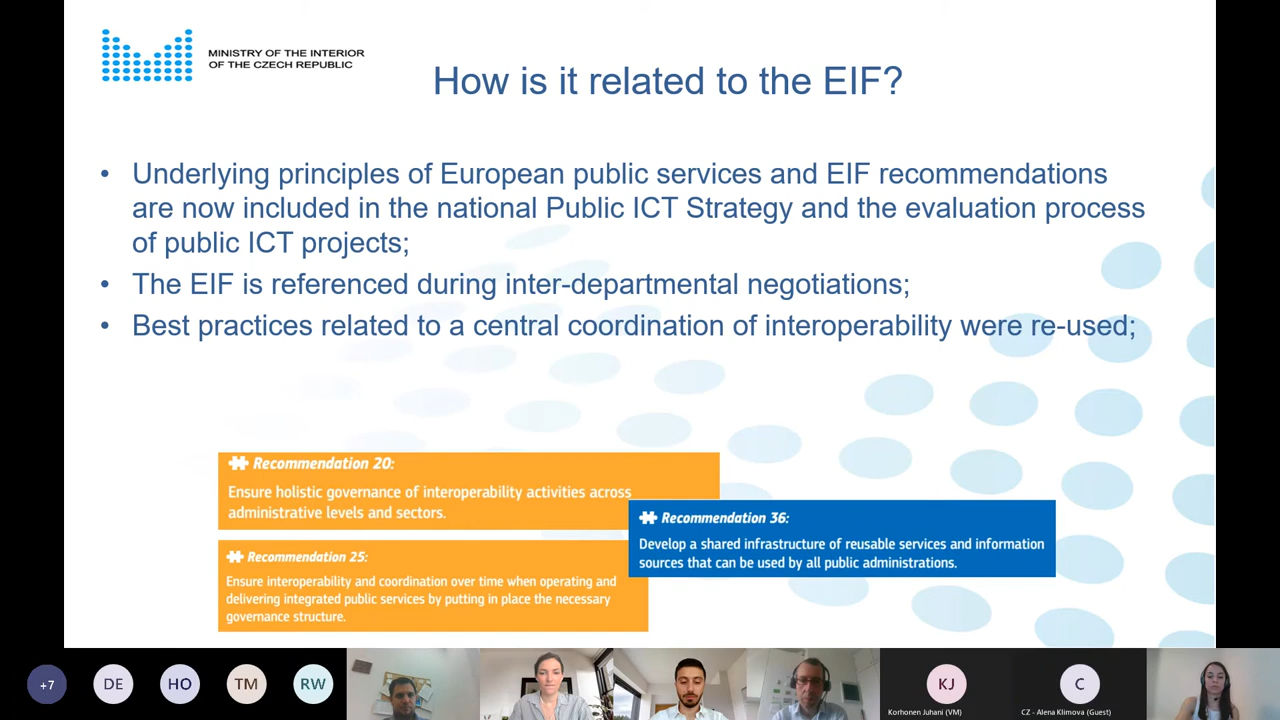 MINISTRY OF THE INTERIOR
OF THE CZECH REPUBLIC
How is it related to the EIF?
• Underlying principles of European public services and EIF recommendations
are now included in the national Public ICT Strategy and the evaluation process
of public ICT projects;
• The EIF is referenced during inter-departmental negotiations;
• Best practices related to a central coordination of interoperability were re-used;
Recommendation 20:
Ensure holistic governance of interoperability activities across
administrative levels and sectors.
Recommendation 36:
Develop a shared infrastructure of reusable services and information
sources that can be used by all public administrations.
Recommendation 25:
Ensure interoperability and coordination over time when operating and
delivering integrated public services by putting in place the necessary
governance structure.
+7
DE
HO
TM
RW
KJ
Korhonen Juhani (VM)
C
CZ - Alena Klimova (Guest)